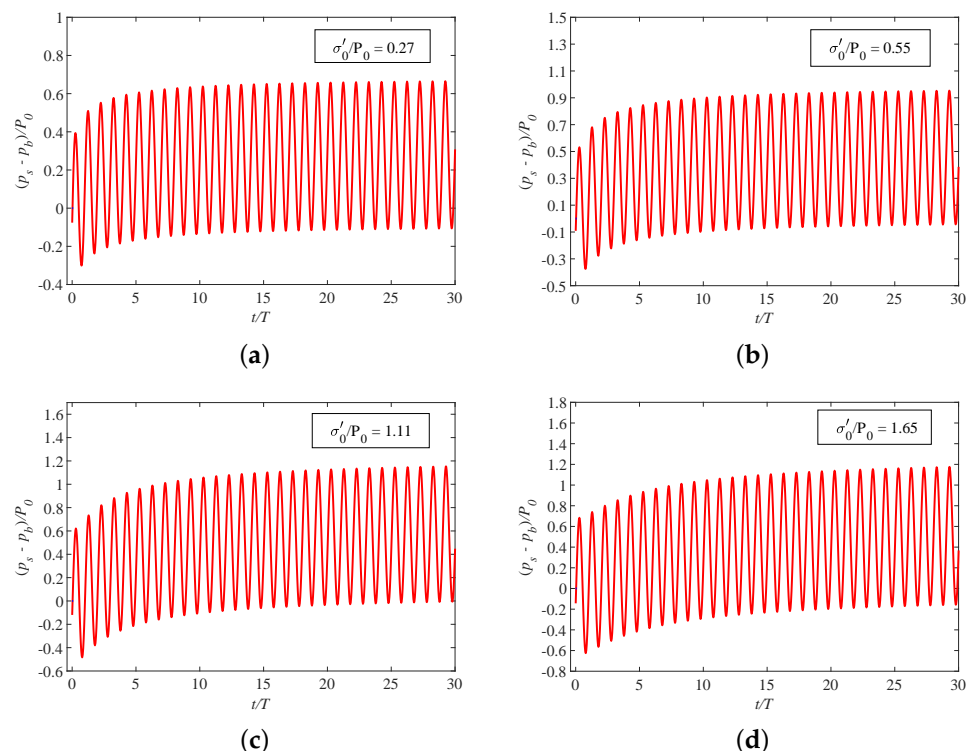 σ′0/P0 = 0.27
(ps - pb)/P0
1
0.8
0.6
0.4
0.2
0
-0.2
0.4
0 5 10 15 20 25 30
t/T
(a)
σ′0/P0 = 0.55
(ps - pb)/P0
1.5
1.3
1.1
0.9
0.7
0.5
0.3
0.1
-0.1
-0.3
-0.5
0 5 10 15 20 25 30
t/T
(b)
σ′0/P0 = 1.11
(ps - pb)/P0
1.6
1.4
1.2
1
0.8
0.6
0.4
0.2
0
-0.2
-0.4
-0.6
0 5 10 15 20 25 30
t/T
(c)
σ′0/P0 = 1.65
(ps - pb)/P0
1.8
1.6
1.4
1.2
1
0.8
0.6
0.4
0.2
0
-0.2
-0.4
-0.6
-0.8
0 5 10 15 20 25 30
t/T
(d)